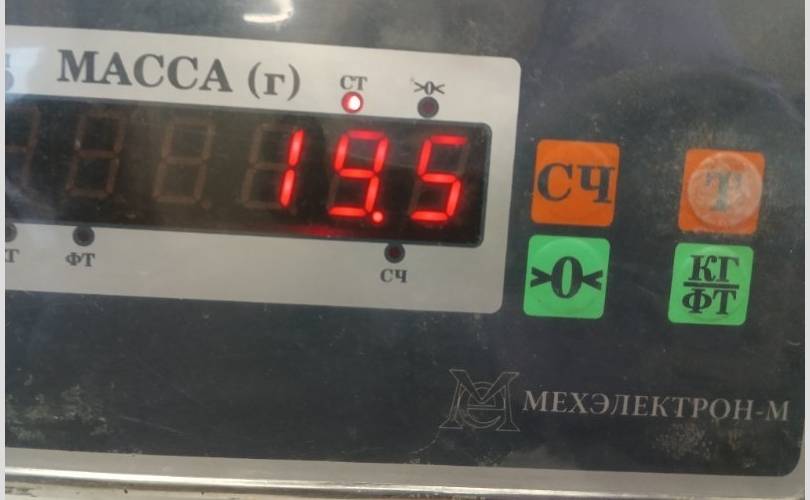 МАССА (г)
СТ
>0<
19.5
ФТ
СЧ
СЧ
Т
>0<
КГ
ФТ
МЕХЭЛЕКТРОН-М